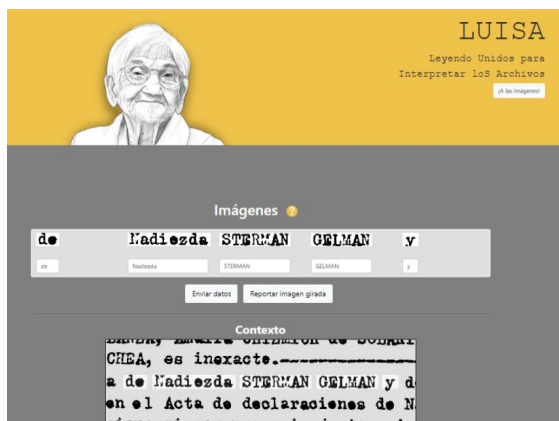 LUISA
Leyendo Unidos para
Interpretar loS Archivos
¡A las imágenes!
Imágenes ?
de Nadiezda STERMAN GELMAN y
de Nadiezda STERMAN GELMAN y
Enviar datos Reportar imagen girada
Contexto
CHEA, es inexacto.
a de Nadiezda STERMAN GELMAN y d
en el Acta de declaraciones de N